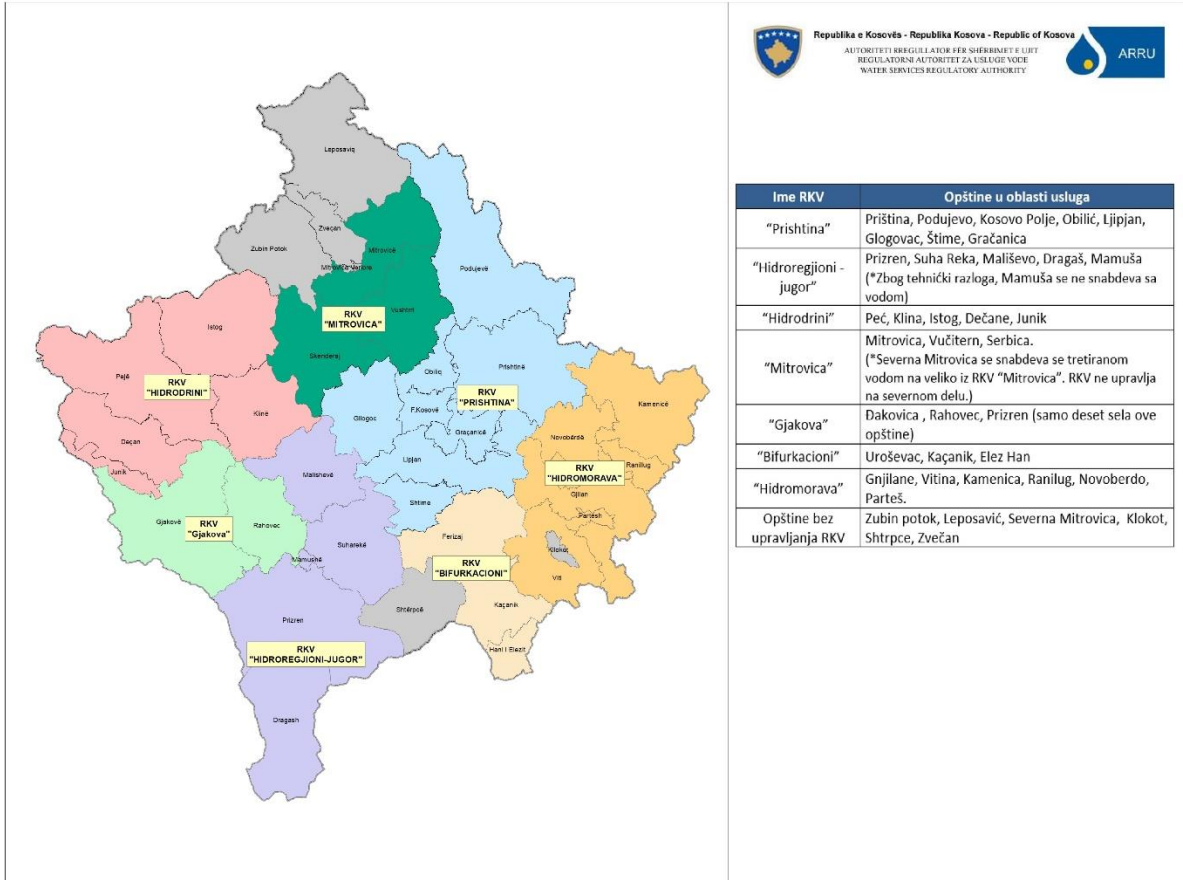 Leposaviq
Zveçan
Zubin Potok
Mitrovicë
Mitrovica Veriore
Podujevë
Vushtrri
RKV
"MITROVICA"
Istog
Skenderaj
Pejë
RKV
"HIDRODRINI"
Obiliq
Prishtinë
RKV
"PRISHTINA"
Klinë
Gllogoc
F.Kosovë
Graçanicë
Kamenicë
Deçan
Novobërdë
Lipjan
Ranillug
RKV
"HIDROMORAVA"
Junik
Malishevë
Gjilan
Shtime
Partesh
Gjakovë
RKV
"Gjakova"
Rahovec
Ferizaj
Suharekë
Mamushë
Kllokot
RKV
"BIFURKACIONI"
Viti
Shtërpcë
Kaçanik
Prizren
RKV
"HIDROREGJIONI-JUGOR"
Hani i Elezit
Dragash
Republika e Kosovës - Republika Kosova - Republic of Kosova
AUTORITETI RREGULLATOR PËR SHËRBIMET E UJIT
REGULATORNI AUTORITET ZA USLUGE VODE
WATER SERVICES REGULATORY AUTHORITY
ARRU
Ime RKV
Opštine u oblasti usluga
"Prishtina"
Priština, Podujevo, Kosovo Polje, Obilić, Ljipjan,
Glogovac, Štime, Gračanica
"Hidroregjioni -
jugor"
Prizren, Suha Reka, Mališevo, Dragaš, Mamuša
(*Zbog tehnički razloga, Mamuša se ne snabdeva sa
vodom)
"Hidrodrini"
Peć, Klina, Istog, Dečane, Junik
"Mitrovica"
Mitrovica, Vučitern, Serbica.
(*Severna Mitrovica se snabdeva se tretiranom
vodom na veliko iz RKV "Mitrovica". RKV ne upravlja
na severnom delu.)
"Gjakova"
Đakovica , Rahovec, Prizren (samo deset sela ove
opštine)
"Bifurkacioni"
Uroševac, Kaçanik, Elez Han
"Hidromorava"
Gnjilane, Vitina, Kamenica, Ranilug, Novoberdo,
Parteš.
Opštine bez
upravljanja RKV
Zubin potok, Leposavić, Severna Mitrovica, Klokot,
Shtrpce, Zvečan